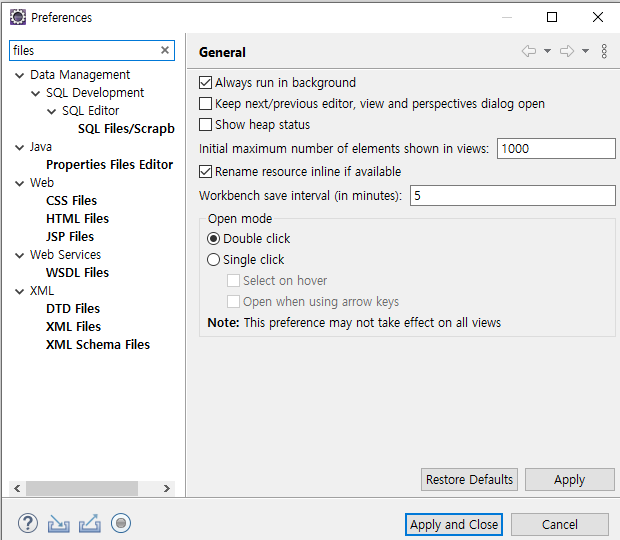 Preferences
files
General
Data Management
SQL Development
SQL Editor
SQL Files/Scrapb
Java
Properties Files Editor
Web
CSS Files
HTML Files
JSP Files
Web Services
WSDL Files
XML
DTD Files
XML Files
XML Schema Files
Always run in background
Keep next/previous editor, view and perspectives dialog open
Show heap status
Initial maximum number of elements shown in views: 1000
Rename resource inline if available
Workbench save interval (in minutes): 5
Open mode
Double click
Single click
Select on hover
Open when using arrow keys
Note: This preference may not take effect on all views
Restore Defaults Apply
? Apply and Close Cancel